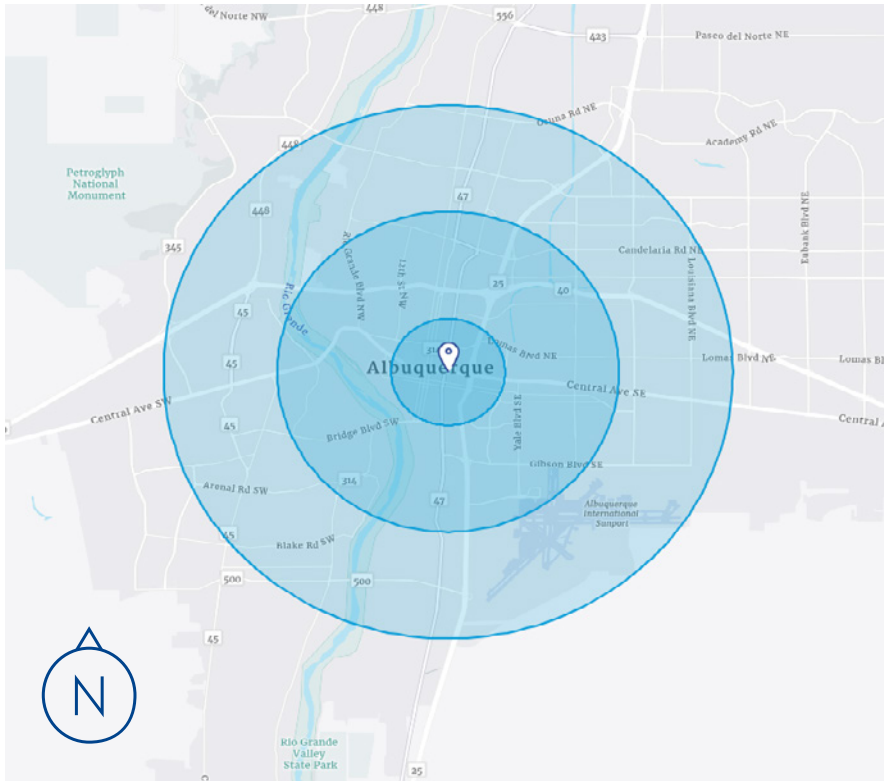 del Norte NW
448
556
423
Paseo del Norte NE
Osuna Rd NE
Academy Rd NE
448
Petroglyph
National
Monument
47
448
Eubank Blvd NE
345
Rio Grande Blvd NW
12th St NW
Candelaria Rd NE
Louisiana Blvd NE
25
40
Rio Grande
45
314
Lomas Blvd NE
Lomas Blvd NE
Lomas Blvd
45
Albuquerque
Central Ave NE
Central Ave SW
Yale Blvd SE
Central A
45
Bridge Blvd SW
Gibson Blvd SE
314
Arenal Rd SW
47
Albuquerque
International
Sunport
45
Blake Rd SW
500
500
45
N
Rio Grande
Valley
State Park
25